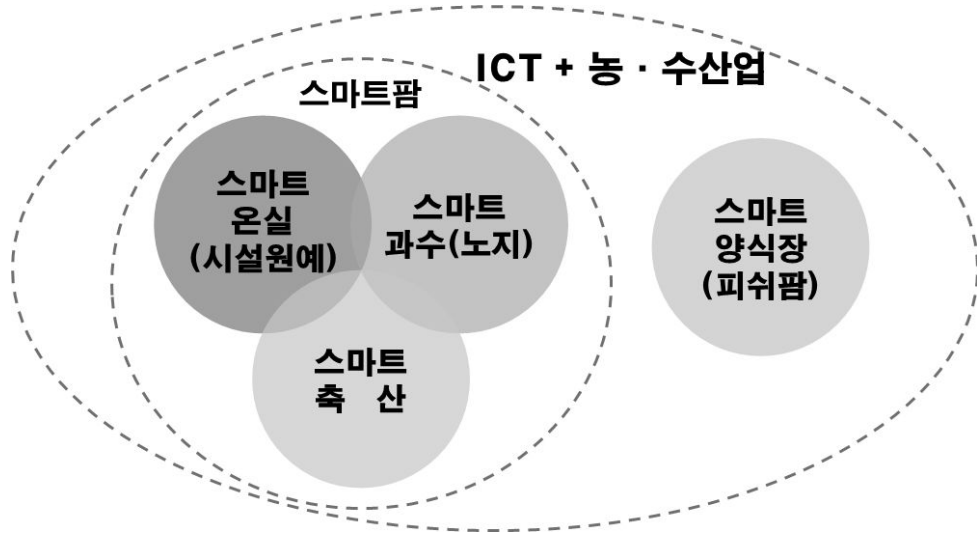 ICT + 농 · 수산업
스마트팜
스마트
온실
(시설원예)
스마트
과수(노지)
스마트
축 산
스마트
양식장
(피쉬팜)